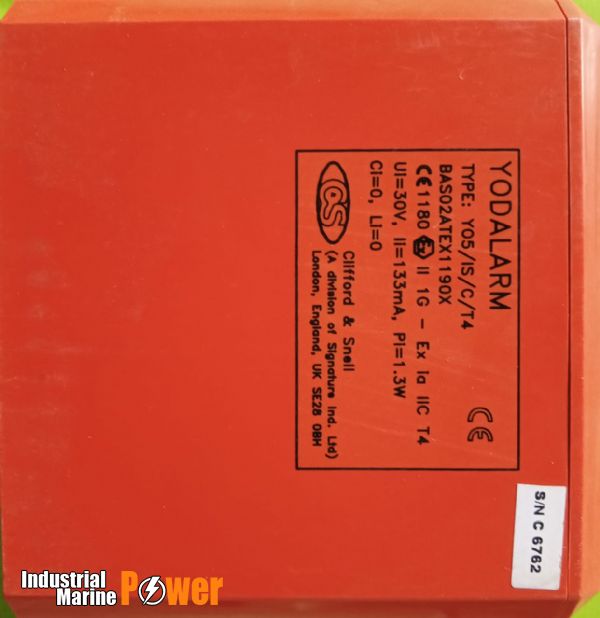 YODALARM
TYPE: YO5/IS/C/T4
BAS02ATEX1190X
CE
CE1180 Ex II 1G – Ex Ia IIC T4
UI=30V, II=133mA, PI=1.3W
CI=0, LI=0
CS
Clifford & Snell
(A division of Signature Ind. Ltd)
London, England, UK SE28 0BH
S/N C 6762
Industrial
Marine Power